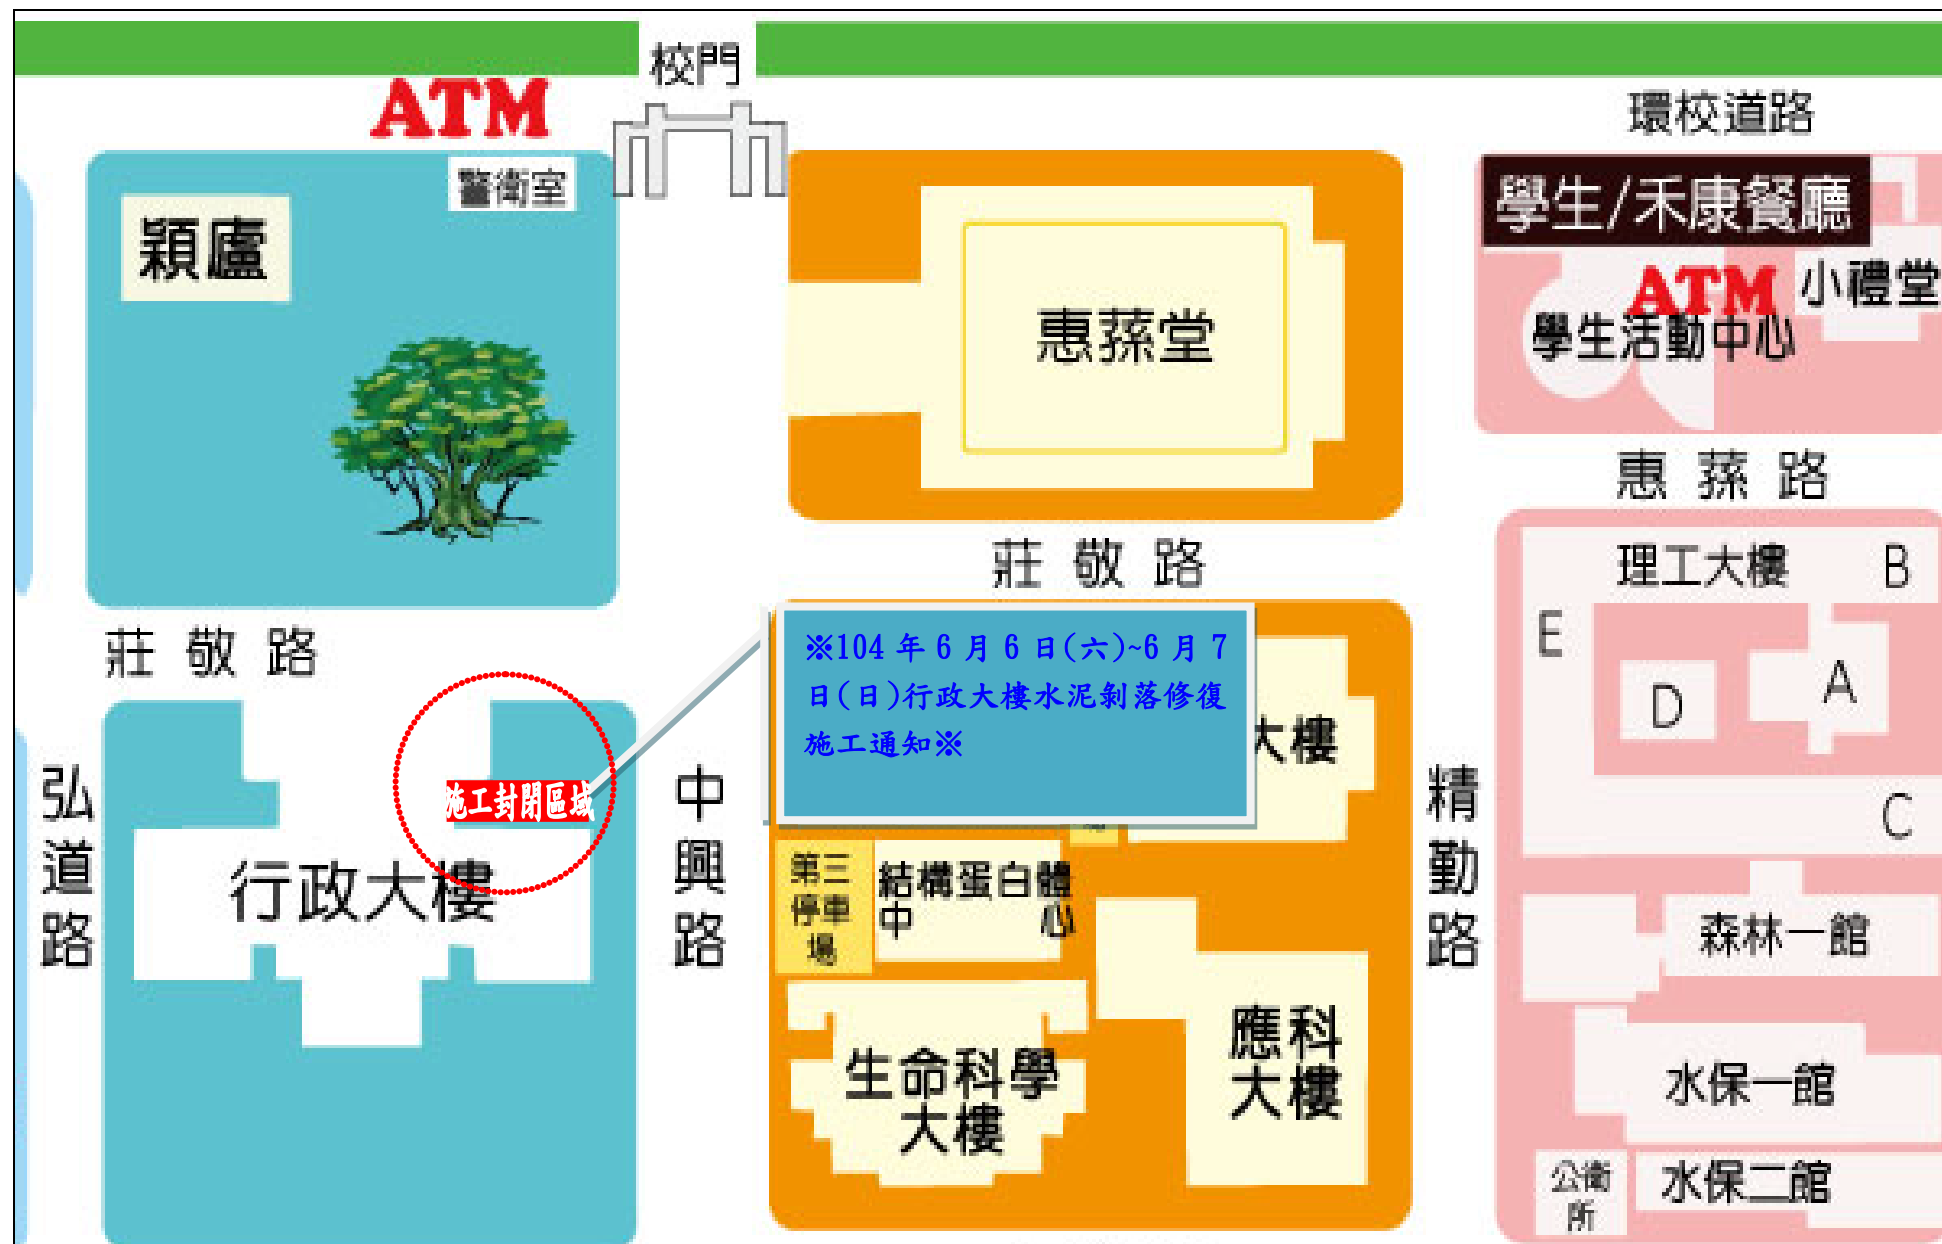 校門
ATM
環校道路
警衛室
穎廬
惠蓀堂
學生/禾康餐廳
ATM
小禮堂
學生活動中心
惠蓀路
莊敬路
莊敬路
理工大樓
B
E
D
A
C
※104年6月6日(六)~6月7
日(日)行政大樓水泥剝落修復
施工通知※
大樓
施工封閉區域
行政大樓
弘道路
中興路
精勤路
第三
停車
場
結構蛋白體
中心
森林一館
生命科學
大樓
應科
大樓
水保一館
公衛
所
水保二館